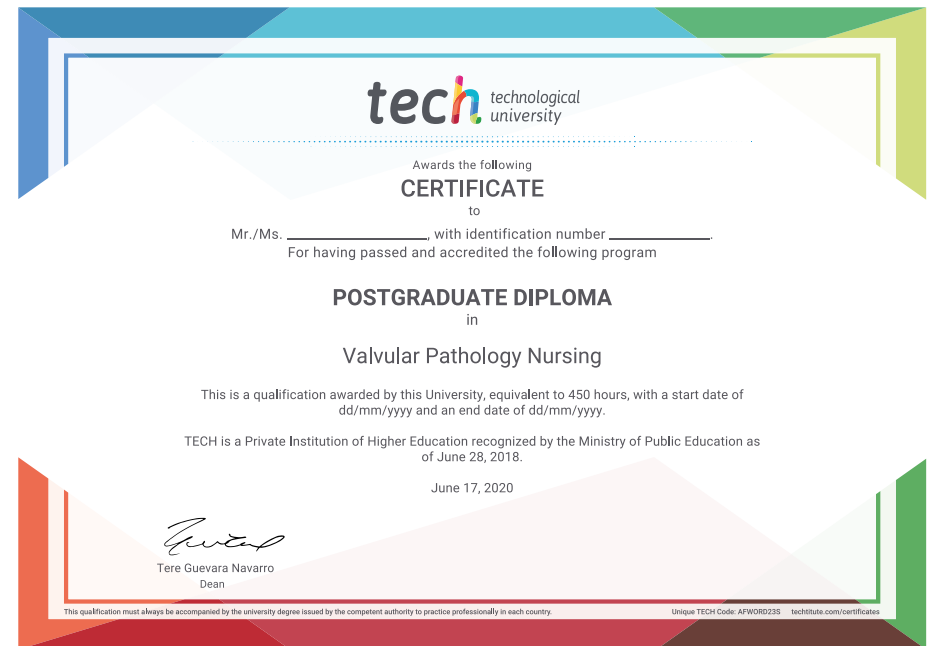 tech technological
university
Awards the following
CERTIFICATE
to
Mr./Ms. ____________________, with identification number ______________.
For having passed and accredited the following program
POSTGRADUATE DIPLOMA
in
Valvular Pathology Nursing
This is a qualification awarded by this University, equivalent to 450 hours, with a start date of
dd/mm/yyyy and an end date of dd/mm/yyyy.
TECH is a Private Institution of Higher Education recognized by the Ministry of Public Education as
of June 28, 2018.
June 17, 2020
Tere Guevara Navarro
Dean
This qualification must always be accompanied by the university degree issued by the competent authority to practice professionally in each country.
Unique TECH Code: AFWORD23S techtitute.com/certificates